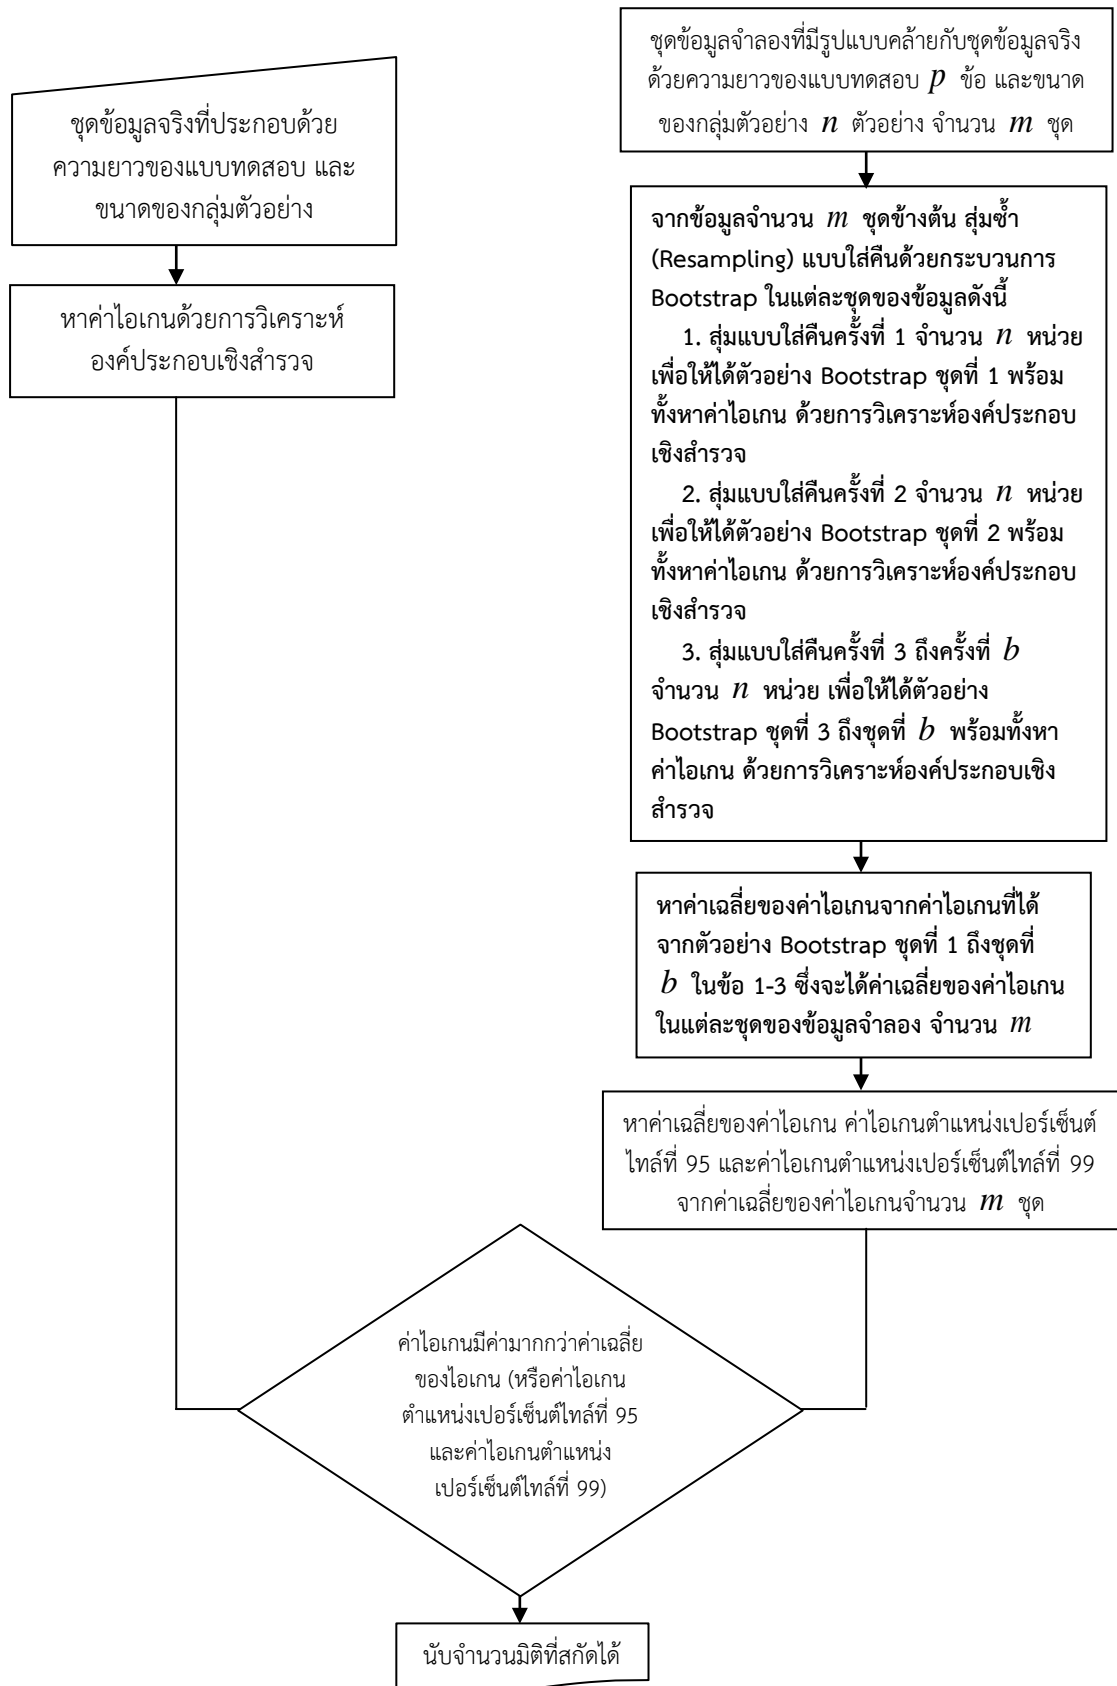 ชุดข้อมูลจริงที่ประกอบด้วย
ความยาวของแบบทดสอบ และ
ขนาดของกลุ่มตัวอย่าง
หาค่าไอเกนด้วยการวิเคราะห์
องค์ประกอบเชิงสำรวจ
ชุดข้อมูลจำลองที่มีรูปแบบคล้ายกับชุดข้อมูลจริง
ด้วยความยาวของแบบทดสอบ p ข้อ และขนาด
ของกลุ่มตัวอย่าง n ตัวอย่าง จำนวน m ชุด
จากข้อมูลจำนวน m ชุดข้างต้น สุ่มซ้ำ
(Resampling) แบบใส่คืนด้วยกระบวนการ
Bootstrap ในแต่ละชุดของข้อมูลดังนี้
1. สุ่มแบบใส่คืนครั้งที่ 1 จำนวน n หน่วย
เพื่อให้ได้ตัวอย่าง Bootstrap ชุดที่ 1 พร้อม
ทั้งหาค่าไอเกน ด้วยการวิเคราะห์องค์ประกอบ
เชิงสำรวจ
2. สุ่มแบบใส่คืนครั้งที่ 2 จำนวน n หน่วย
เพื่อให้ได้ตัวอย่าง Bootstrap ชุดที่ 2 พร้อม
ทั้งหาค่าไอเกน ด้วยการวิเคราะห์องค์ประกอบ
เชิงสำรวจ
3. สุ่มแบบใส่คืนครั้งที่ 3 ถึงครั้งที่ b
จำนวน n หน่วย เพื่อให้ได้ตัวอย่าง
Bootstrap ชุดที่ 3 ถึงชุดที่ b พร้อมทั้งหา
ค่าไอเกน ด้วยการวิเคราะห์องค์ประกอบเชิง
สำรวจ
หาค่าเฉลี่ยของค่าไอเกนจากค่าไอเกนที่ได้
จากตัวอย่าง Bootstrap ชุดที่ 1 ถึงชุดที่
b ในข้อ 1-3 ซึ่งจะได้ค่าเฉลี่ยของค่าไอเกน
ในแต่ละชุดของข้อมูลจำลอง จำนวน m
หาค่าเฉลี่ยของค่าไอเกน ค่าไอเกนตำแหน่งเปอร์เซ็นต์
ไทล์ที่ 95 และค่าไอเกนตำแหน่งเปอร์เซ็นต์ไทล์ที่ 99
จากค่าเฉลี่ยของค่าไอเกนจำนวน m ชุด
ค่าไอเกนมีค่ามากกว่าค่าเฉลี่ย
ของไอเกน (หรือค่าไอเกน
ตำแหน่งเปอร์เซ็นต์ไทล์ที่ 95
และค่าไอเกนตำแหน่ง
เปอร์เซ็นต์ไทล์ที่ 99)
นับจำนวนมิติที่สกัดได้